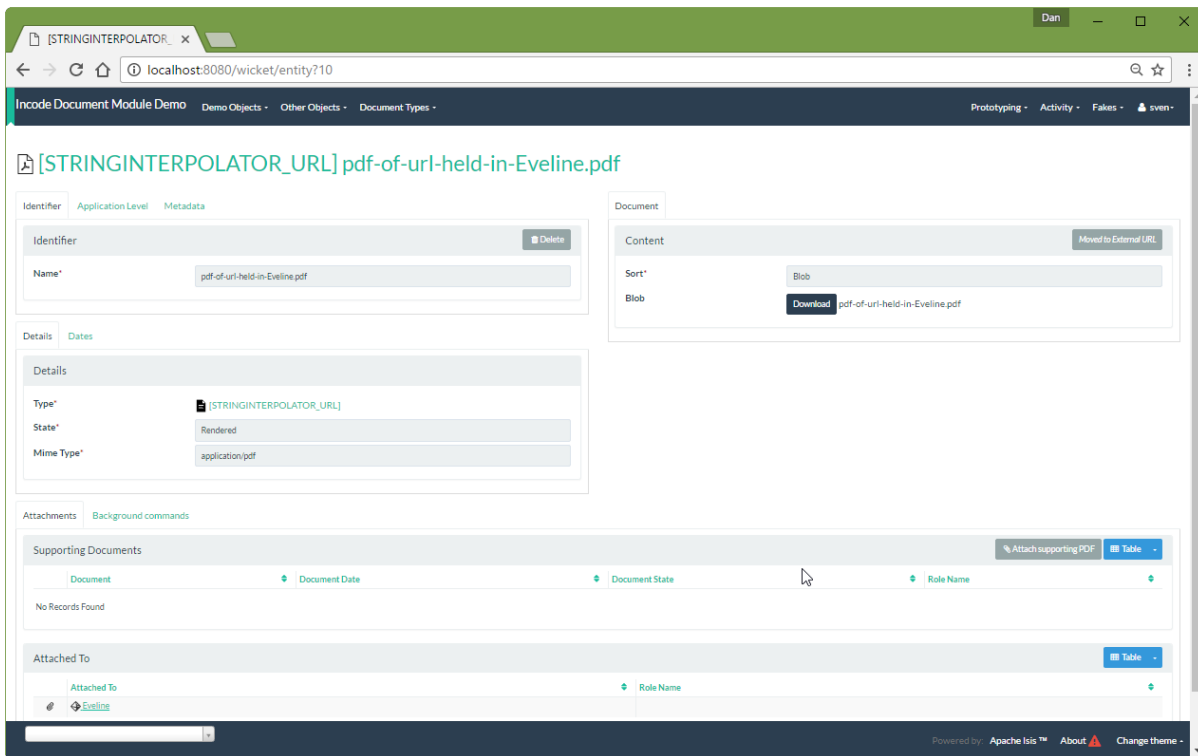 Dan
[STRINGINTERPOLATOR_
localhost:8080/wicket/entity?10
Incode Document Module Demo Demo Objects Other Objects Document Types Prototyping Activity Fakes sven
[STRINGINTERPOLATOR_URL] pdf-of-url-held-in-Eveline.pdf
Identifier Application Level Metadata
Identifier Delete
Name* pdf-of-url-held-in-Eveline.pdf
Document
Content Moved to External URL
Sort* Blob
Blob Download pdf-of-url-held-in-Eveline.pdf
Details Dates
Details
Type* [STRINGINTERPOLATOR_URL]
State* Rendered
Mime Type* application/pdf
Attachments Background commands
Supporting Documents Attach supporting PDF Table
Document Document Date Document State Role Name
No Records Found
Attached To Table
Attached To Role Name
Eveline
Powered by: Apache Isis ™ About Change theme